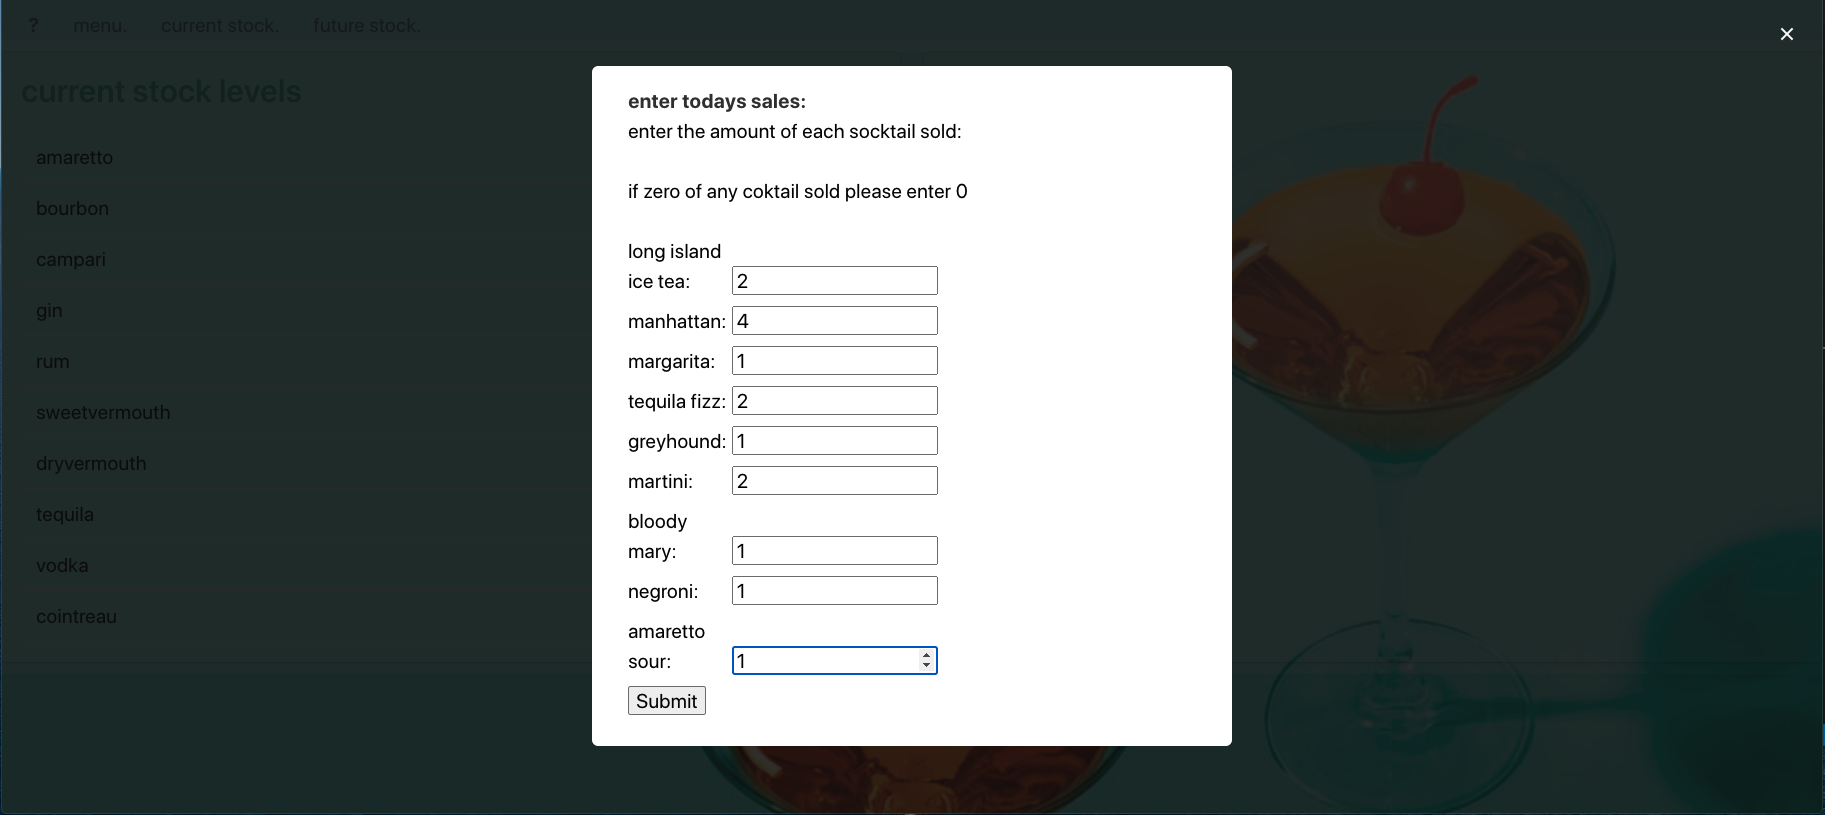 ? menu. current stock. future stock.
current stock levels
amaretto
bourbon
campari
gin
rum
sweetvermouth
dryvermouth
tequila
vodka
cointreau
×
enter todays sales:
enter the amount of each socktail sold:
if zero of any coktail sold please enter 0
long island
ice tea: 2
manhattan: 4
margarita: 1
tequila fizz: 2
greyhound: 1
martini: 2
bloody
mary: 1
negroni: 1
amaretto
sour: 1
Submit